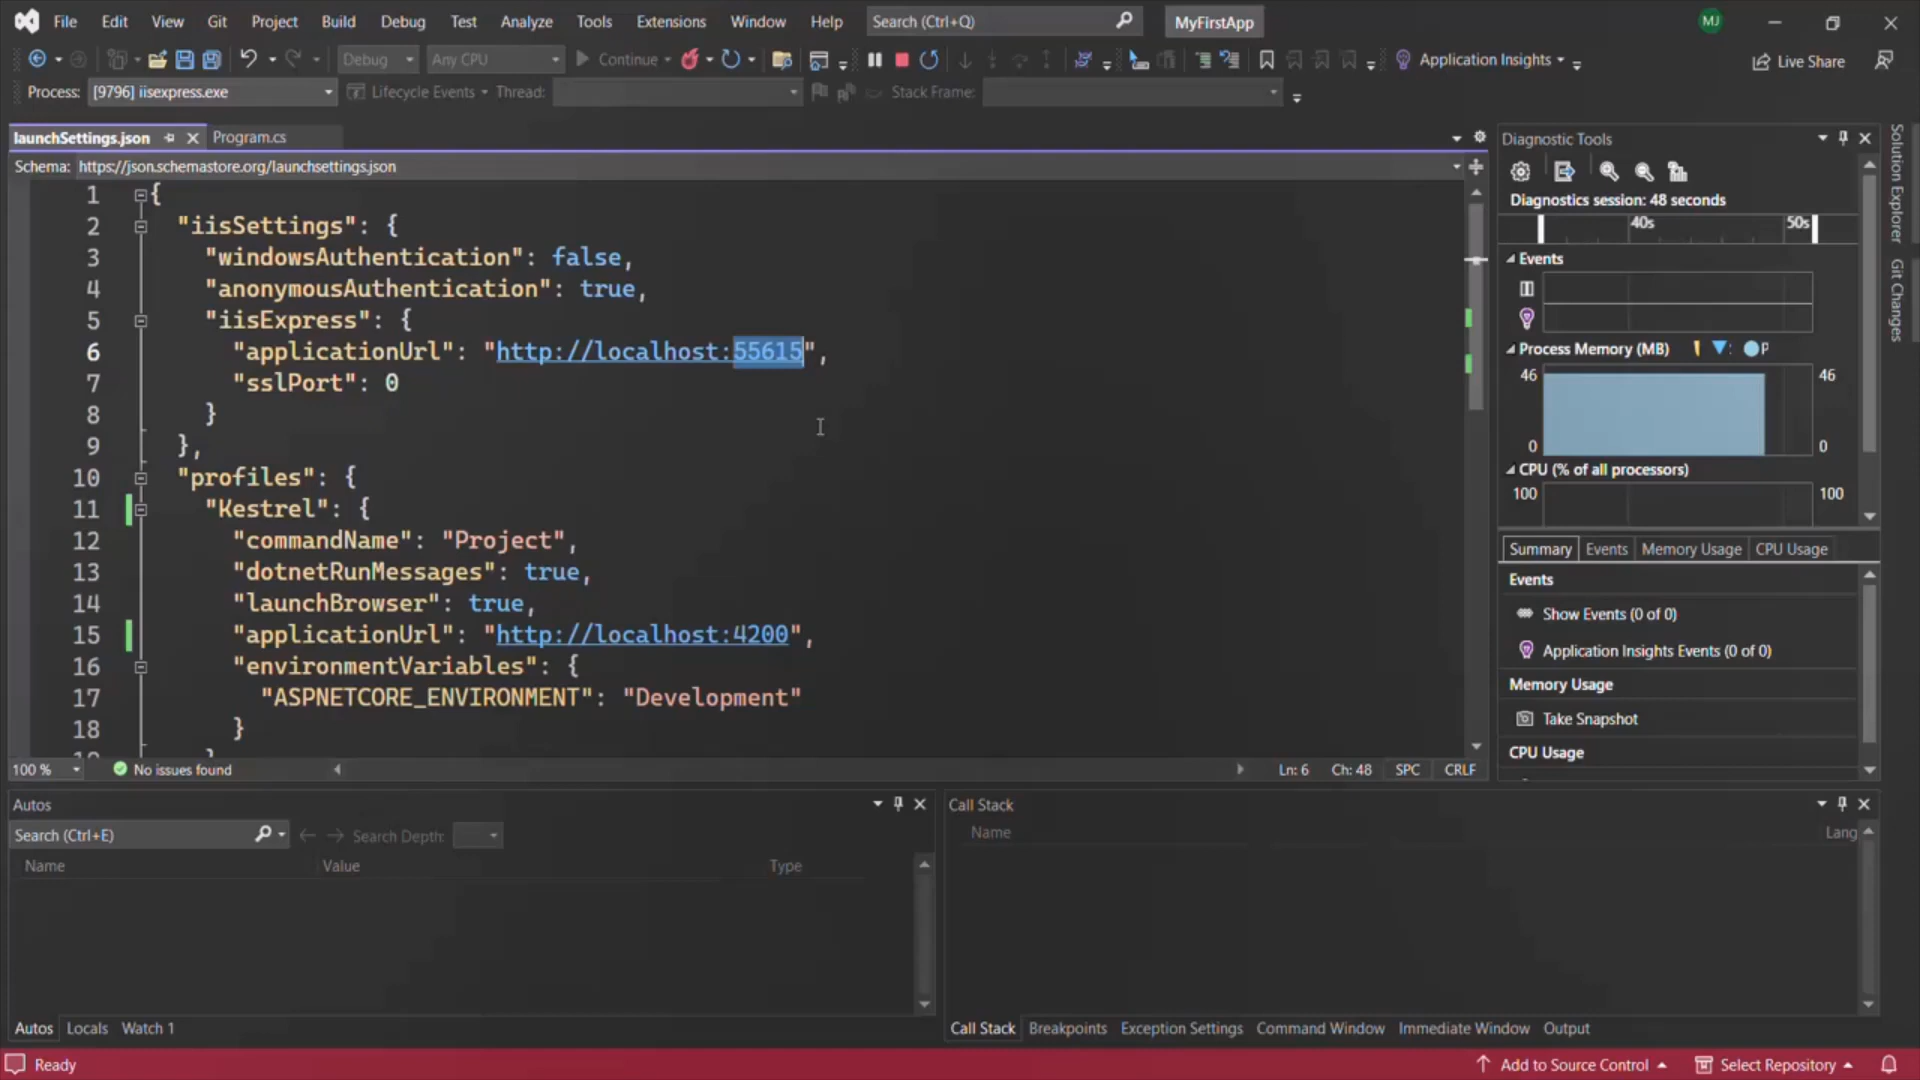 File Edit View Git Project Build Debug Test Analyze Tools Extensions Window Help Search (Ctrl+Q) MyFirstApp MJ
Debug Any CPU Continue Application Insights Live Share
Process: [9796] iisexpress.exe Lifecycle Events Thread: Stack Frame:
launchSettings.json Program.cs
Schema: https://json.schemastore.org/launchsettings.json
1 {
2 "iisSettings": {
3 "windowsAuthentication": false,
4 "anonymousAuthentication": true,
5 "iisExpress": {
6 "applicationUrl": "http://localhost:55615",
7 "sslPort": 0
8 }
9 },
10 "profiles": {
11 "Kestrel": {
12 "commandName": "Project",
13 "dotnetRunMessages": true,
14 "launchBrowser": true,
15 "applicationUrl": "http://localhost:4200",
16 "environmentVariables": {
17 "ASPNETCORE_ENVIRONMENT": "Development"
18 }
100 % No issues found Ln: 6 Ch: 48 SPC CRLF
Diagnostic Tools
Diagnostics session: 48 seconds
40s 50s
Events
Process Memory (MB) P
46 46
0 0
CPU (% of all processors)
100 100
Summary Events Memory Usage CPU Usage
Events
Show Events (0 of 0)
Application Insights Events (0 of 0)
Memory Usage
Take Snapshot
CPU Usage
Solution Explorer
Git Changes
Autos
Search (Ctrl+E) Search Depth:
Name Value Type
Autos Locals Watch 1
Call Stack
Name Lang
Call Stack Breakpoints Exception Settings Command Window Immediate Window Output
Ready Add to Source Control Select Repository